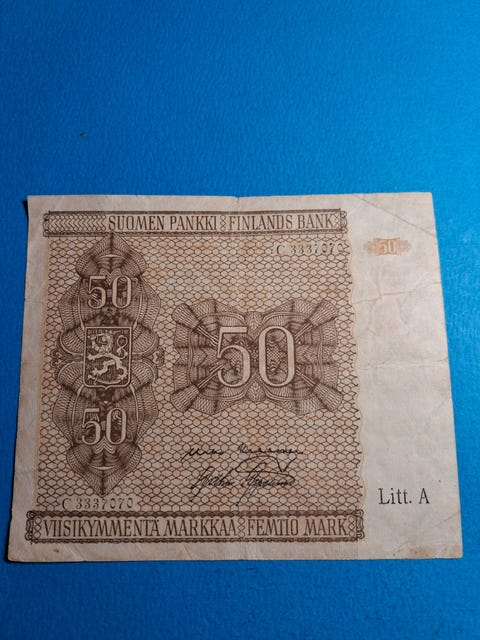 SUOMEN PANKKI FINLANDS BANK
C 3337070
50
50
50
50
C 3337070
Litt. A
VIISIKYMMENTÄ MARKKAA FEMTIO MARK